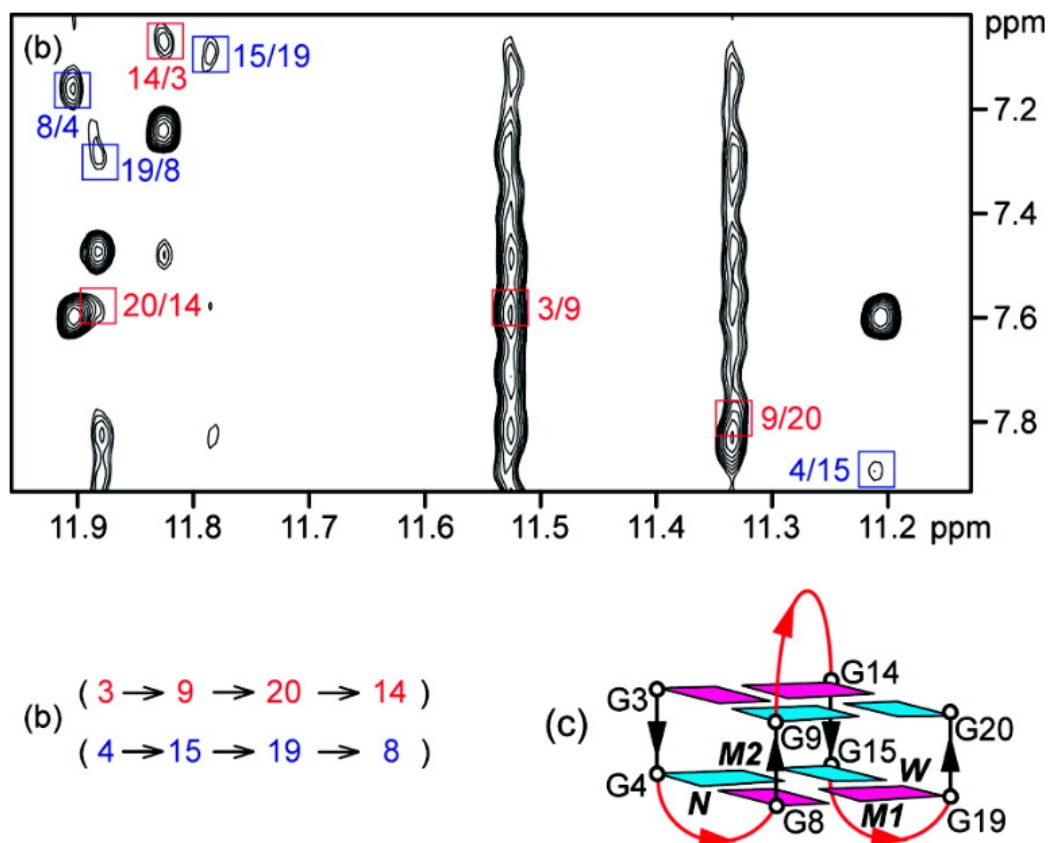 (b)
ppm
14/3
15/19
8/4
19/8
20/14
3/9
9/20
4/15
7.2
7.4
7.6
7.8
11.9 11.8 11.7 11.6 11.5 11.4 11.3 11.2 ppm
(b)
( 3 → 9 → 20 → 14 )
( 4 → 15 → 19 → 8 )
(c)
G3
G14
G9
G20
G4
M2
G15
W
N
G8
M1
G19